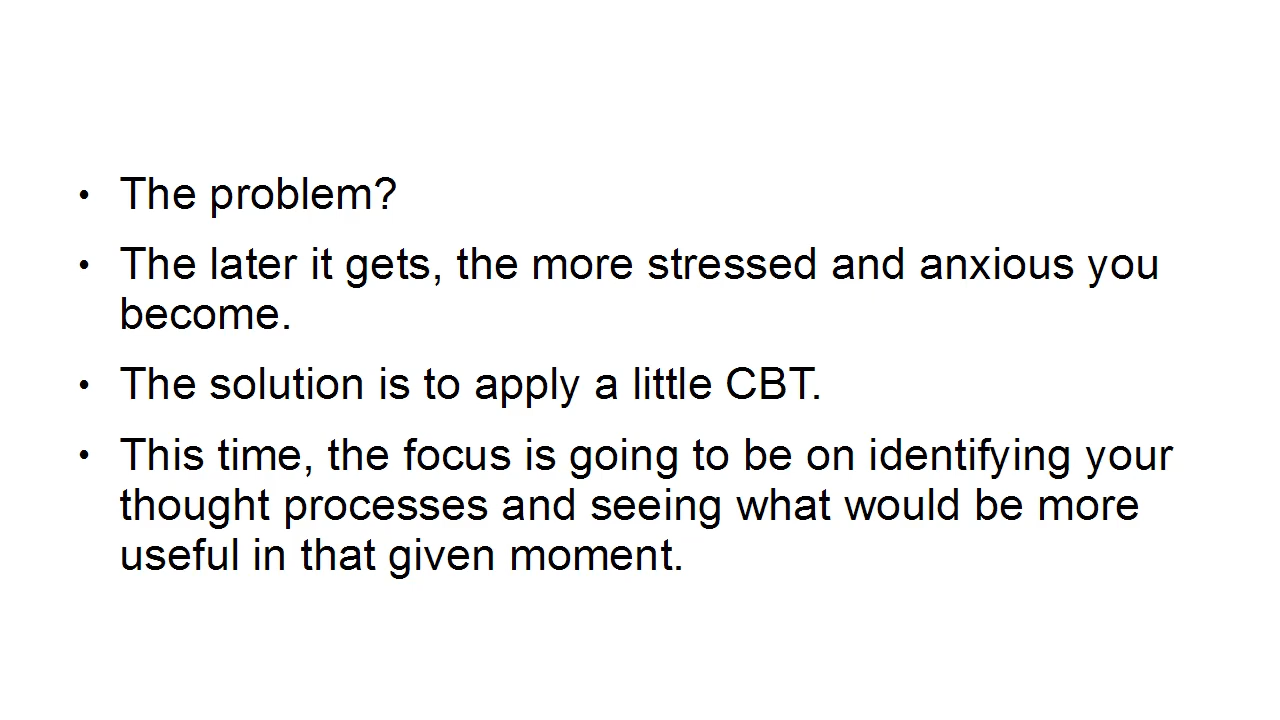 • The problem?
• The later it gets, the more stressed and anxious you
become.
• The solution is to apply a little CBT.
• This time, the focus is going to be on identifying your
thought processes and seeing what would be more
useful in that given moment.